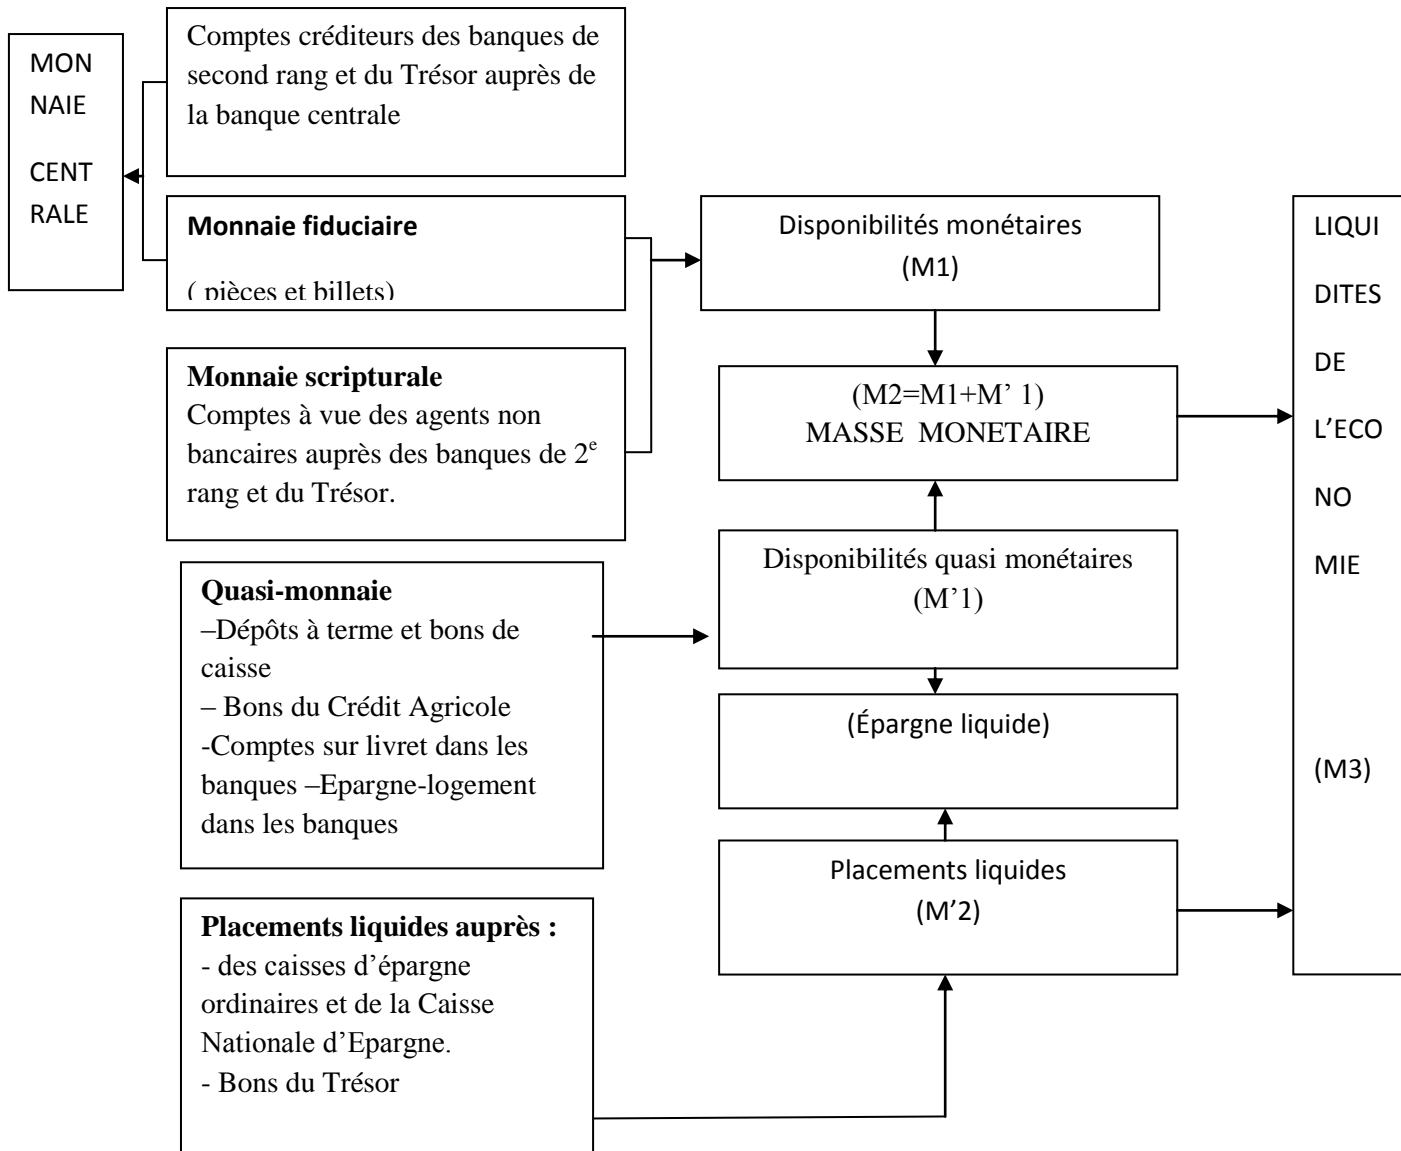 MON
NAIE
CENT
RALE
Comptes créditeurs des banques de
second rang et du Trésor auprès de
la banque centrale
Monnaie fiduciaire
( pièces et billets)
Monnaie scripturale
Comptes à vue des agents non
bancaires auprès des banques de 2e
rang et du Trésor.
Quasi-monnaie
–Dépôts à terme et bons de
caisse
– Bons du Crédit Agricole
-Comptes sur livret dans les
banques –Epargne-logement
dans les banques
Placements liquides auprès :
- des caisses d’épargne
ordinaires et de la Caisse
Nationale d’Epargne.
- Bons du Trésor
Disponibilités monétaires
(M1)
(M2=M1+M’ 1)
MASSE MONETAIRE
Disponibilités quasi monétaires
(M’1)
(Épargne liquide)
Placements liquides
(M’2)
LIQUI
DITES
DE
L’ECO
NO
MIE
(M3)